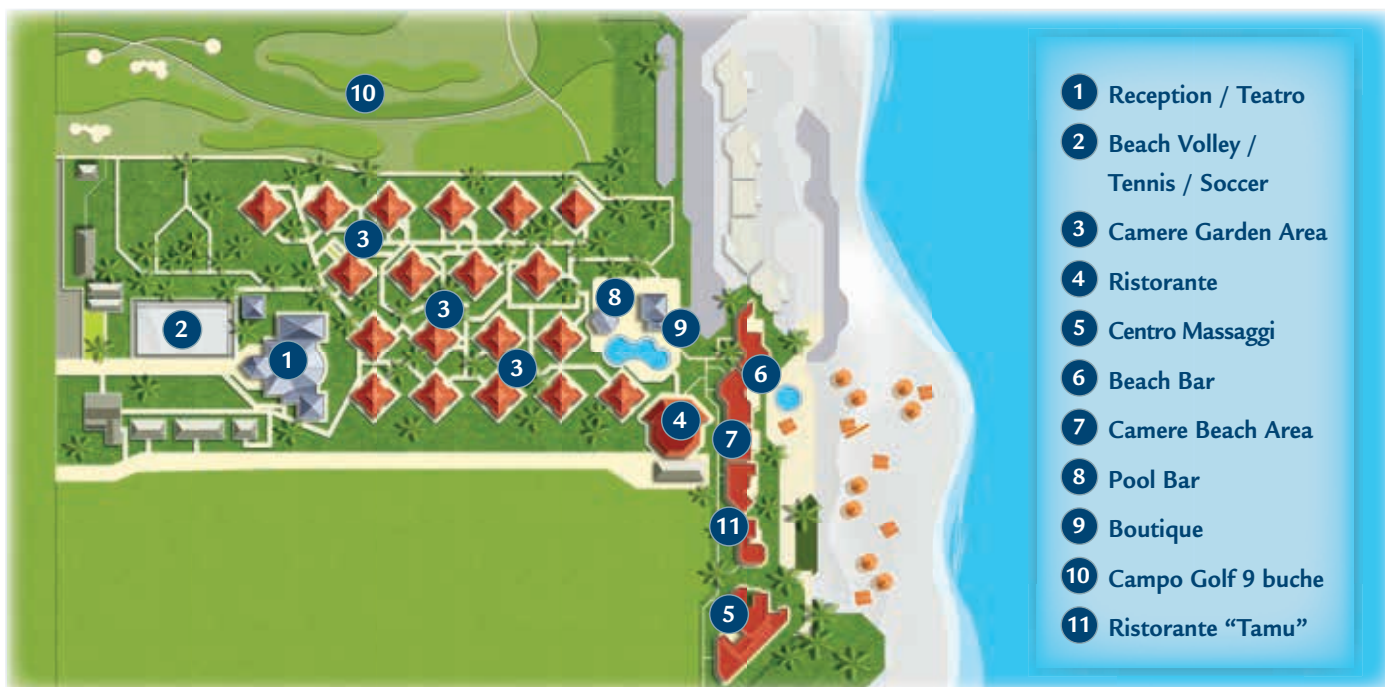 10
3
8
2
3
9
1
3
6
4
7
11
5
1 Reception / Teatro
2 Beach Volley /
Tennis / Soccer
3 Camere Garden Area
4 Ristorante
5 Centro Massaggi
6 Beach Bar
7 Camere Beach Area
8 Pool Bar
9 Boutique
10 Campo Golf 9 buche
11 Ristorante “Tamu”